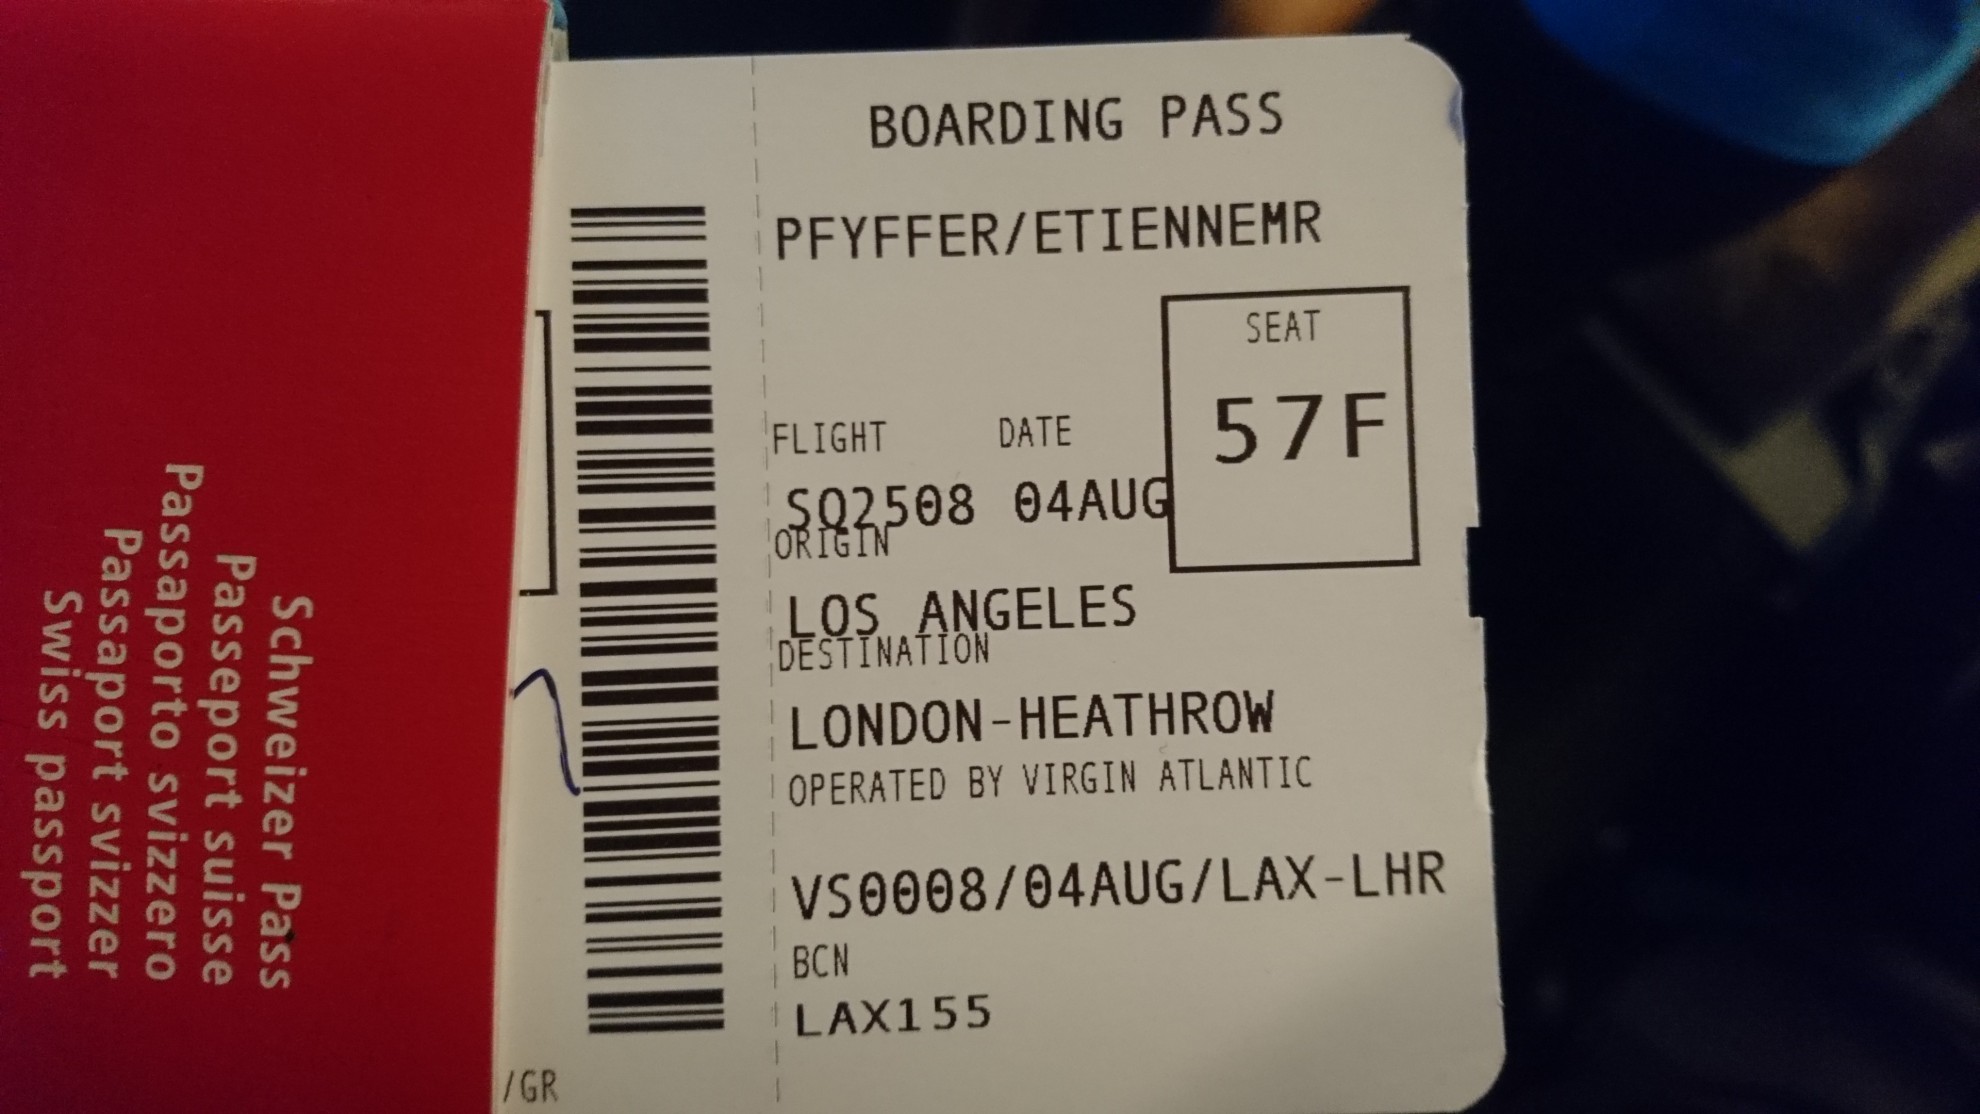 Schweizer Pass
Passeport suisse
Passaporto svizzero
Passaport svizzer
Swiss passport
/GR
BOARDING PASS
PFYFFER/ETIENNEMR
SEAT
57F
FLIGHT DATE
SQ2508 04AUG
ORIGIN
LOS ANGELES
DESTINATION
LONDON-HEATHROW
OPERATED BY VIRGIN ATLANTIC
VS0008/04AUG/LAX-LHR
BCN
LAX155